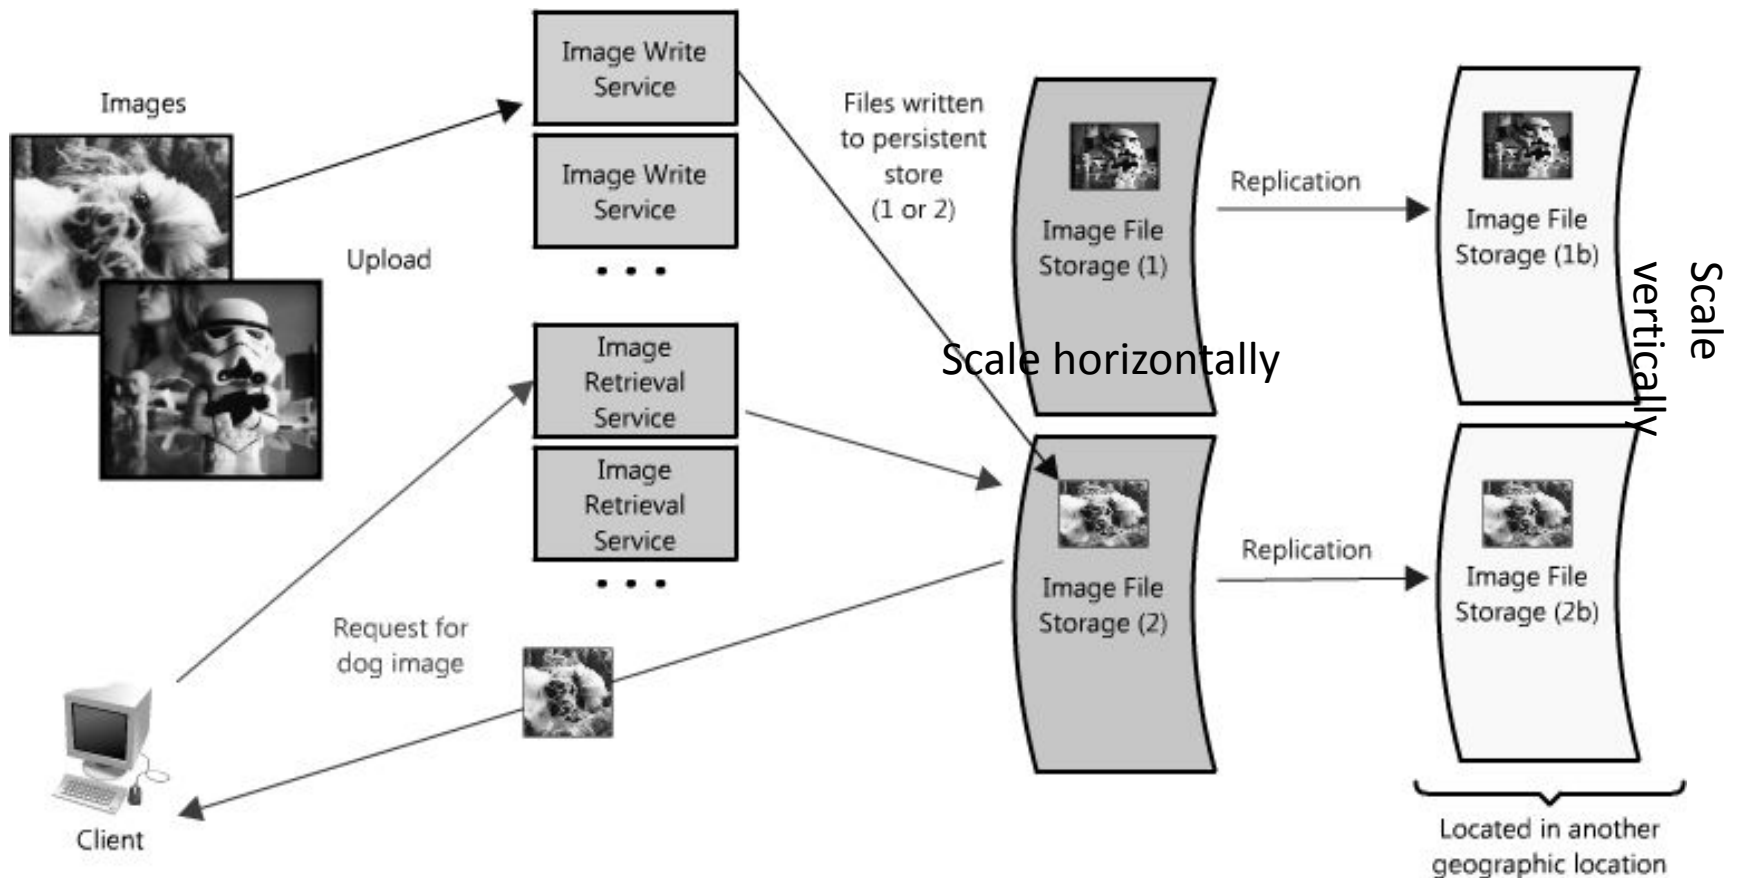 Images
Upload
Image Write
Service
Image Write
Service
. . .
Image
Retrieval
Service
Image
Retrieval
Service
. . .
Request for
dog image
Client
Files written
to persistent
store
(1 or 2)
Image File
Storage (1)
Scale horizontally
Image File
Storage (2)
Replication
Replication
Image File
Storage (1b)
Image File
Storage (2b)
Scale
vertically
Located in another
geographic location